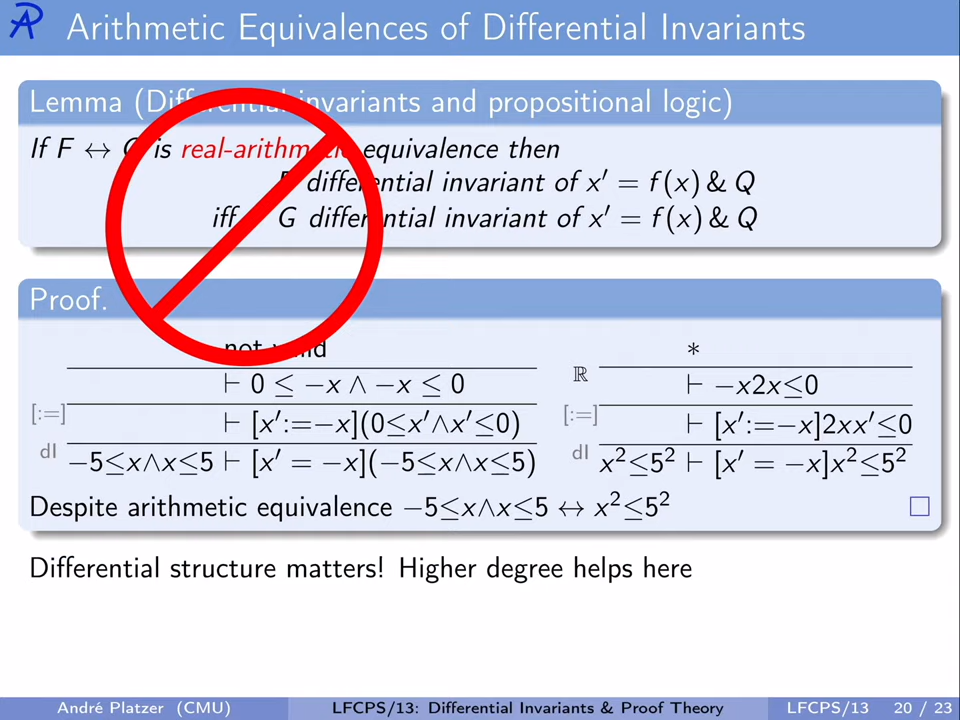 Arithmetic Equivalences of Differential Invariants
Lemma (Differential invariants and propositional logic)
If F ↔ G is real-arithmetic equivalence then
F differential invariant of x′ = f(x) & Q
iff G differential invariant of x′ = f(x) & Q
Proof.
not valid
⊢ 0 ≤ −x ∧ −x ≤ 0
[:=] ⊢ [x′:=−x](0≤x′∧x′≤0)
dI −5≤x∧x≤5 ⊢ [x′ = −x](−5≤x∧x≤5)
∗
ℝ ⊢ −x2x≤0
[:=] ⊢ [x′:=−x]2xx′≤0
dI x²≤5² ⊢ [x′ = −x]x²≤5²
Despite arithmetic equivalence −5≤x∧x≤5 ↔ x²≤5² □
Differential structure matters! Higher degree helps here
André Platzer (CMU) LFCPS/13: Differential Invariants & Proof Theory LFCPS/13 20 / 23